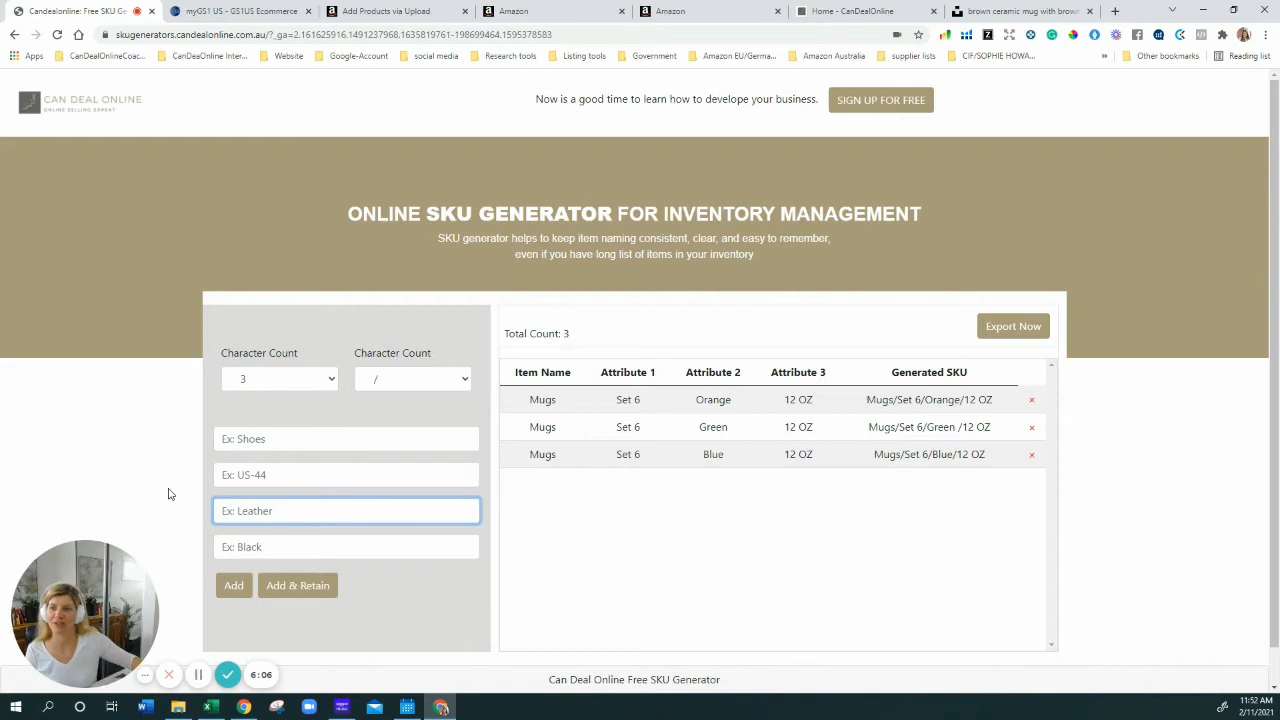 Candealonline: Free SKU Ge
myGS1 US - GS1US Ecommerce
Add Products via Upload
Amazon
Amazon
Home - CanDealOnline
brown ceramic mug with brown
skugenerators.candealonline.com.au/?_ga=2.161625916.1491237968.1635819761-198699464.1595378583
Apps
CanDealOnlineCoac...
CanDealOnline Inter...
Website
Google-Account
social media
Research tools
Listing tools
Government
Amazon EU/Germa...
Amazon Australia
supplier lists
CIF/SOPHIE HOWA...
»
Other bookmarks
Reading list
CAN DEAL ONLINE
ONLINE SELLING EXPERT
Now is a good time to learn how to develope your business.
SIGN UP FOR FREE
ONLINE SKU GENERATOR FOR INVENTORY MANAGEMENT
SKU generator helps to keep item naming consistent, clear, and easy to remember,
even if you have long list of items in your inventory
Character Count
Character Count
3
/
Ex: Shoes
Ex: US-44
Ex: Leather
Ex: Black
Add
Add & Retain
Total Count: 3
Export Now
Item Name Attribute 1 Attribute 2 Attribute 3 Generated SKU
Mugs Set 6 Orange 12 OZ Mugs/Set 6/Orange/12 OZ ×
Mugs Set 6 Green 12 OZ Mugs/Set 6/Green /12 OZ ×
Mugs Set 6 Blue 12 OZ Mugs/Set 6/Blue/12 OZ ×
6:06
Can Deal Online Free SKU Generator
11:52 AM
2/11/2021